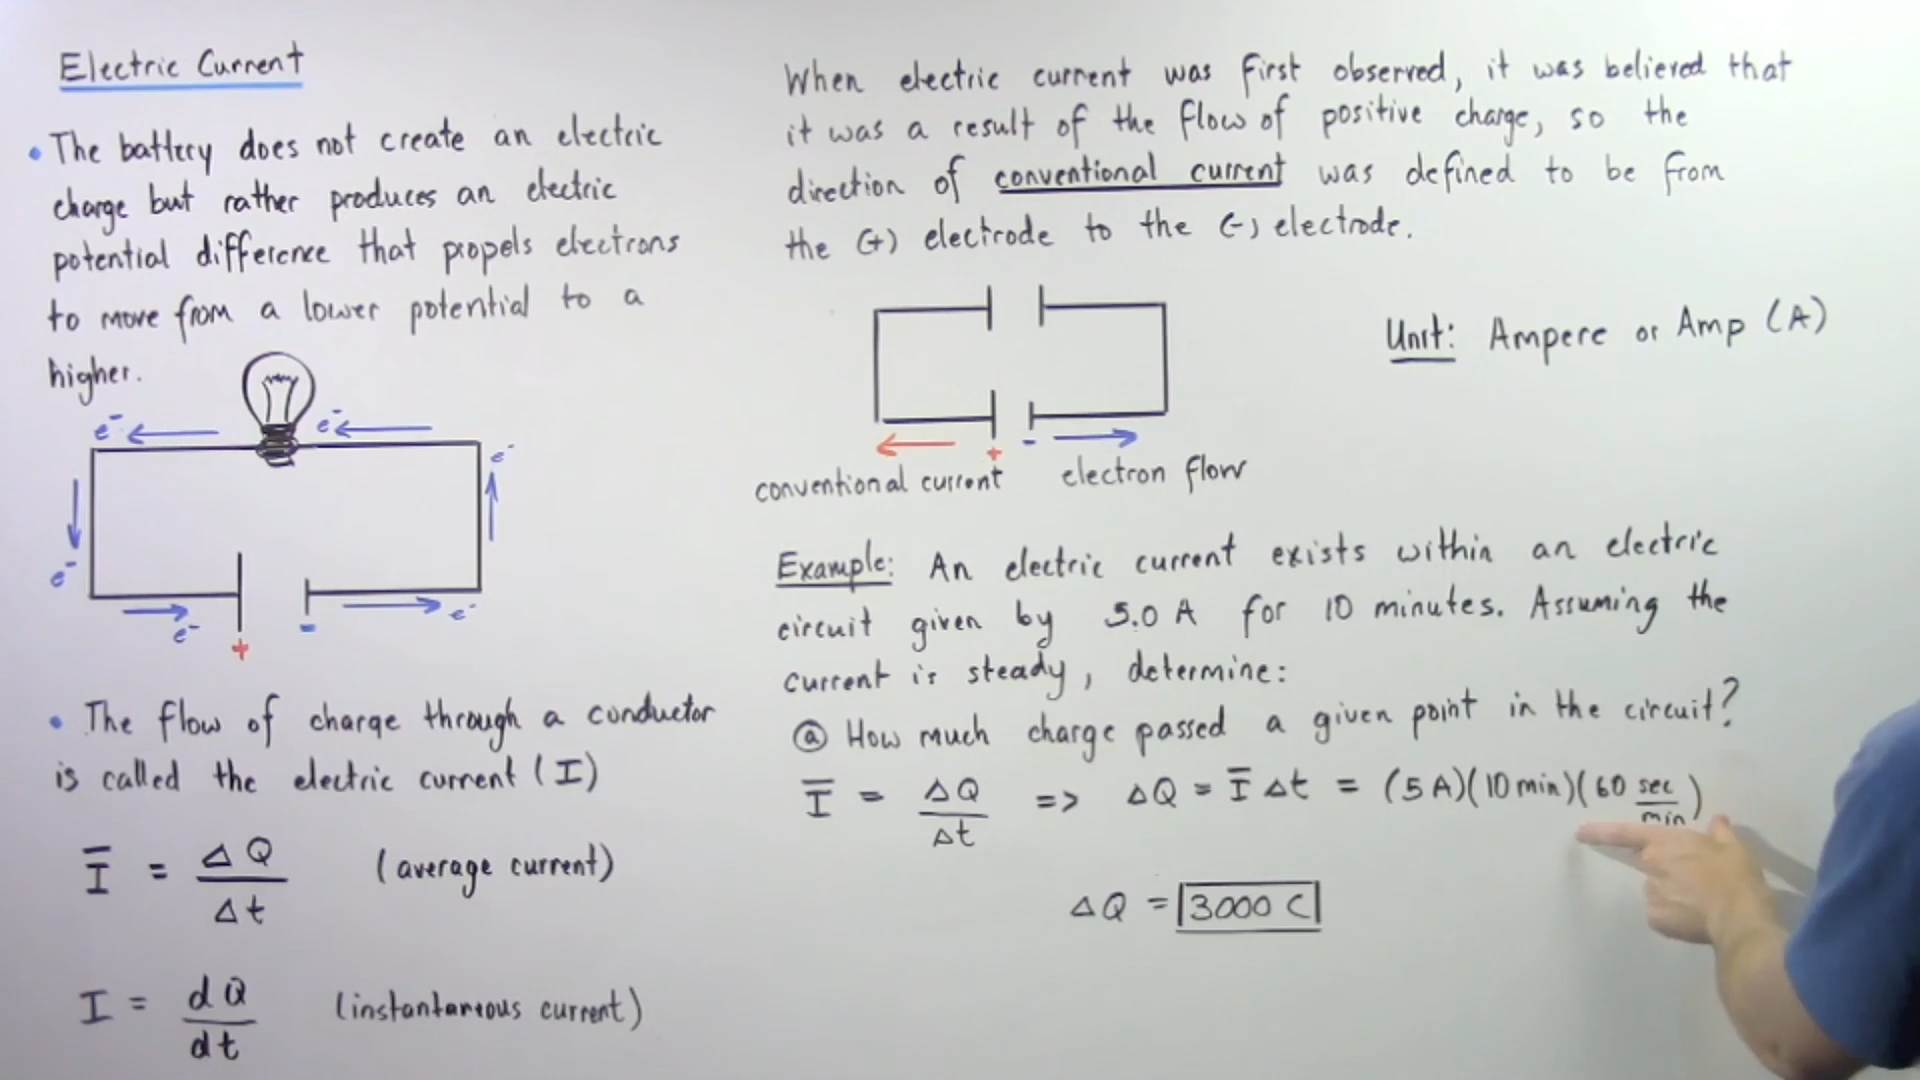 Electric Current
• The battery does not create an electric
charge but rather produces an electric
potential difference that propels electrons
to move from a lower potential to a
higher.
e⁻ e⁻
e⁻
e⁻
e⁻ e⁻
+ -
• The flow of charge through a conductor
is called the electric current (I)
Ī = ΔQ/Δt (average current)
I = dQ/dt (instantaneous current)
When electric current was first observed, it was believed that
it was a result of the flow of positive charge, so the
direction of conventional current was defined to be from
the (+) electrode to the (-) electrode.
+ -
conventional current electron flow
Unit: Ampere or Amp (A)
Example: An electric current exists within an electric
circuit given by 5.0 A for 10 minutes. Assuming the
current is steady, determine:
ⓐ How much charge passed a given point in the circuit?
Ī = ΔQ/Δt => ΔQ = Ī Δt = (5 A)(10 min)(60 sec/min)
ΔQ = 3000 C